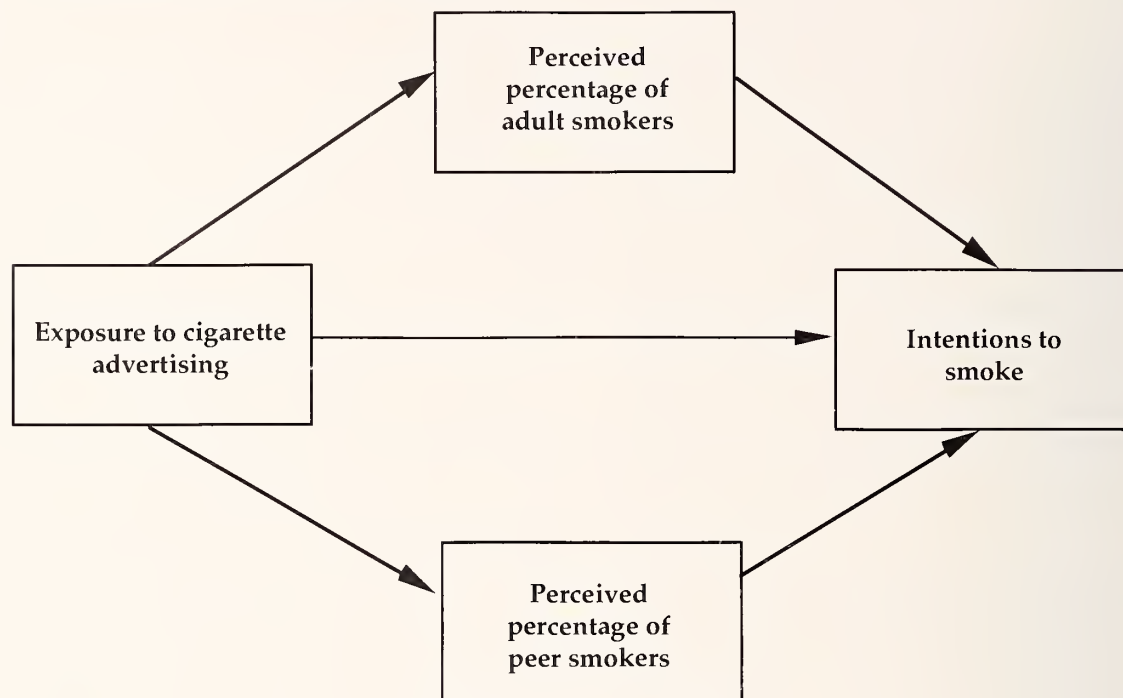 Perceived
percentage of
adult smokers
Exposure to cigarette
advertising
Intentions to
smoke
Perceived
percentage of
peer smokers